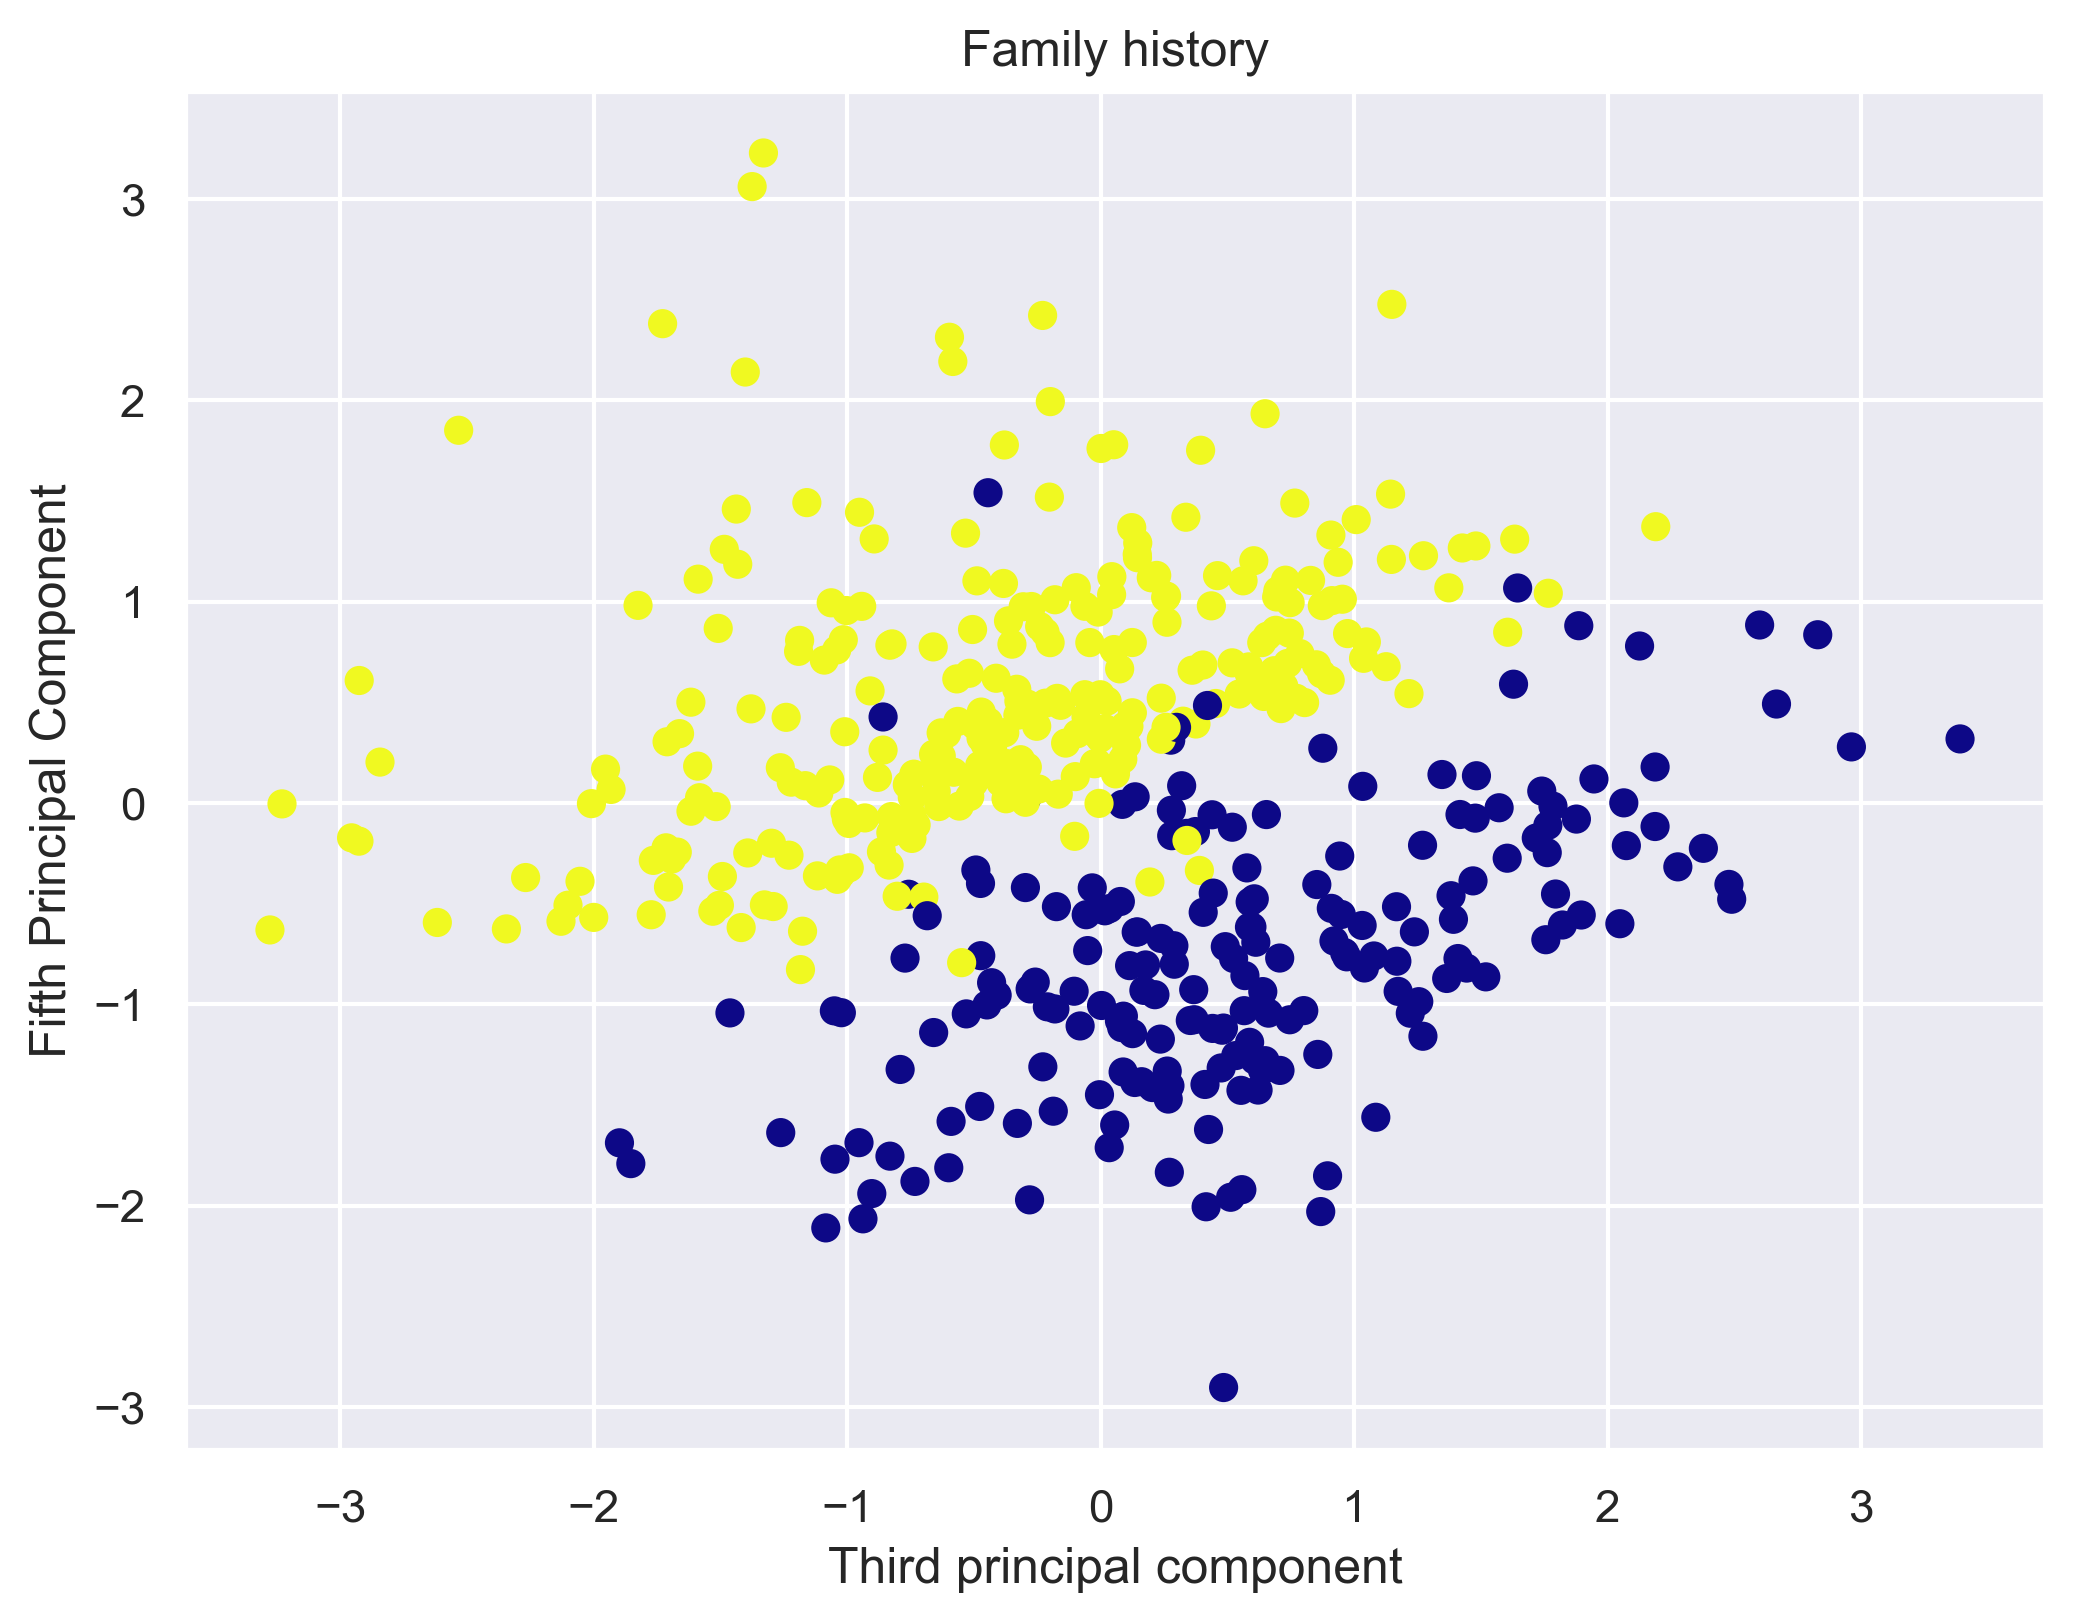 Family history
3
2
1
0
−1
−2
−3
Fifth Principal Component
−3 −2 −1 0 1 2 3
Third principal component